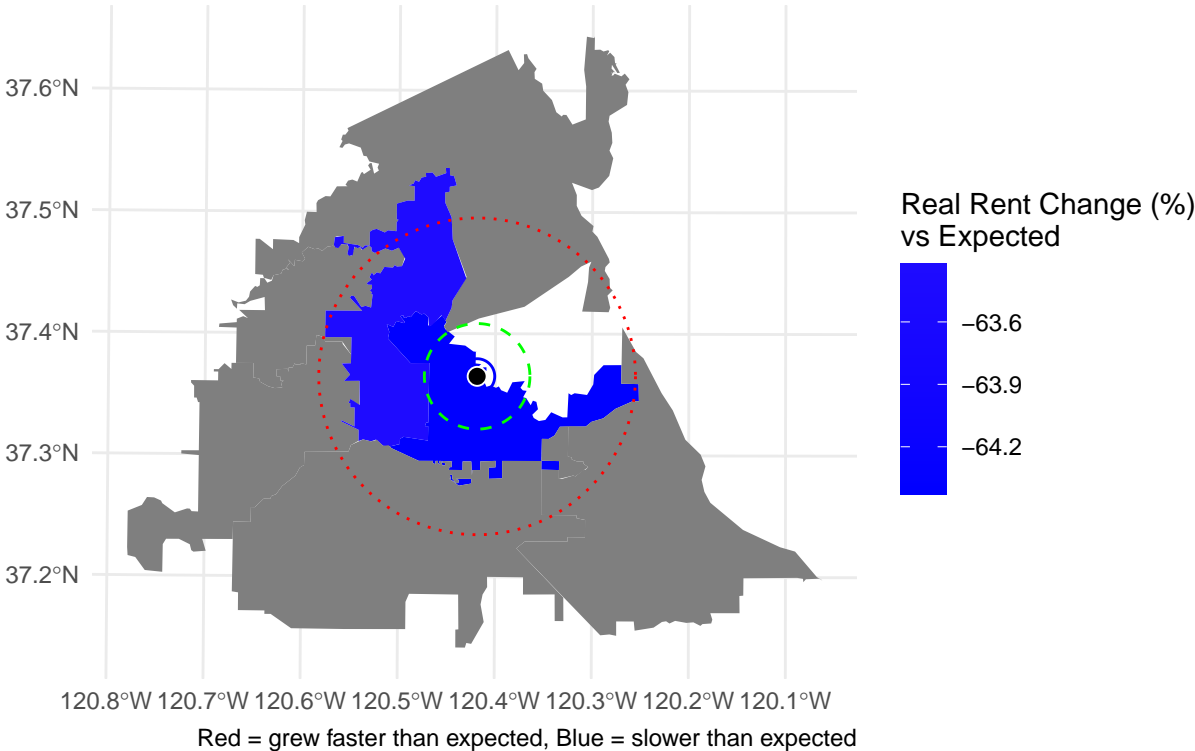 37.6°N
37.5°N
37.4°N
37.3°N
37.2°N
120.8°W 120.7°W 120.6°W 120.5°W 120.4°W 120.3°W 120.2°W 120.1°W
Real Rent Change (%)
vs Expected
−63.6
−63.9
−64.2
Red = grew faster than expected, Blue = slower than expected